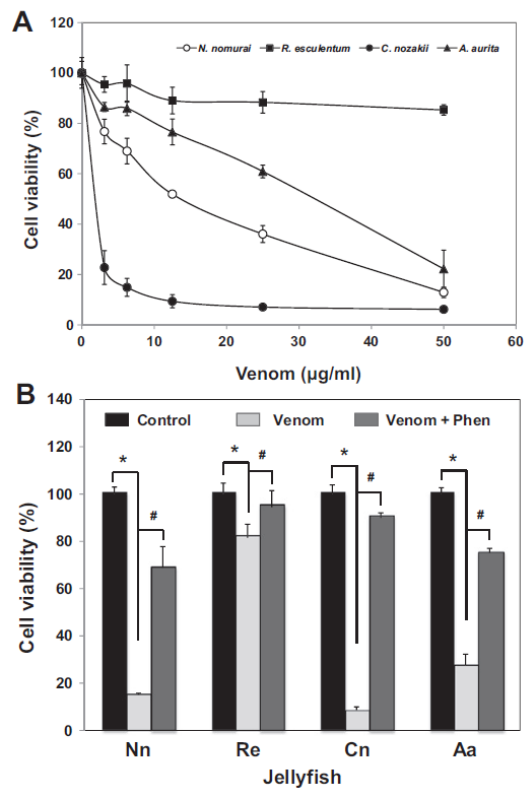 A
N. nomurai R. esculentum C. nozakii A. aurita
120
100
80
60
40
20
0
Cell viability (%)
0 10 20 30 40 50 60
Venom (µg/ml)
B
140
120
100
80
60
40
20
0
Cell viability (%)
Control Venom Venom + Phen
* # * # * # * #
Nn Re Cn Aa
Jellyfish